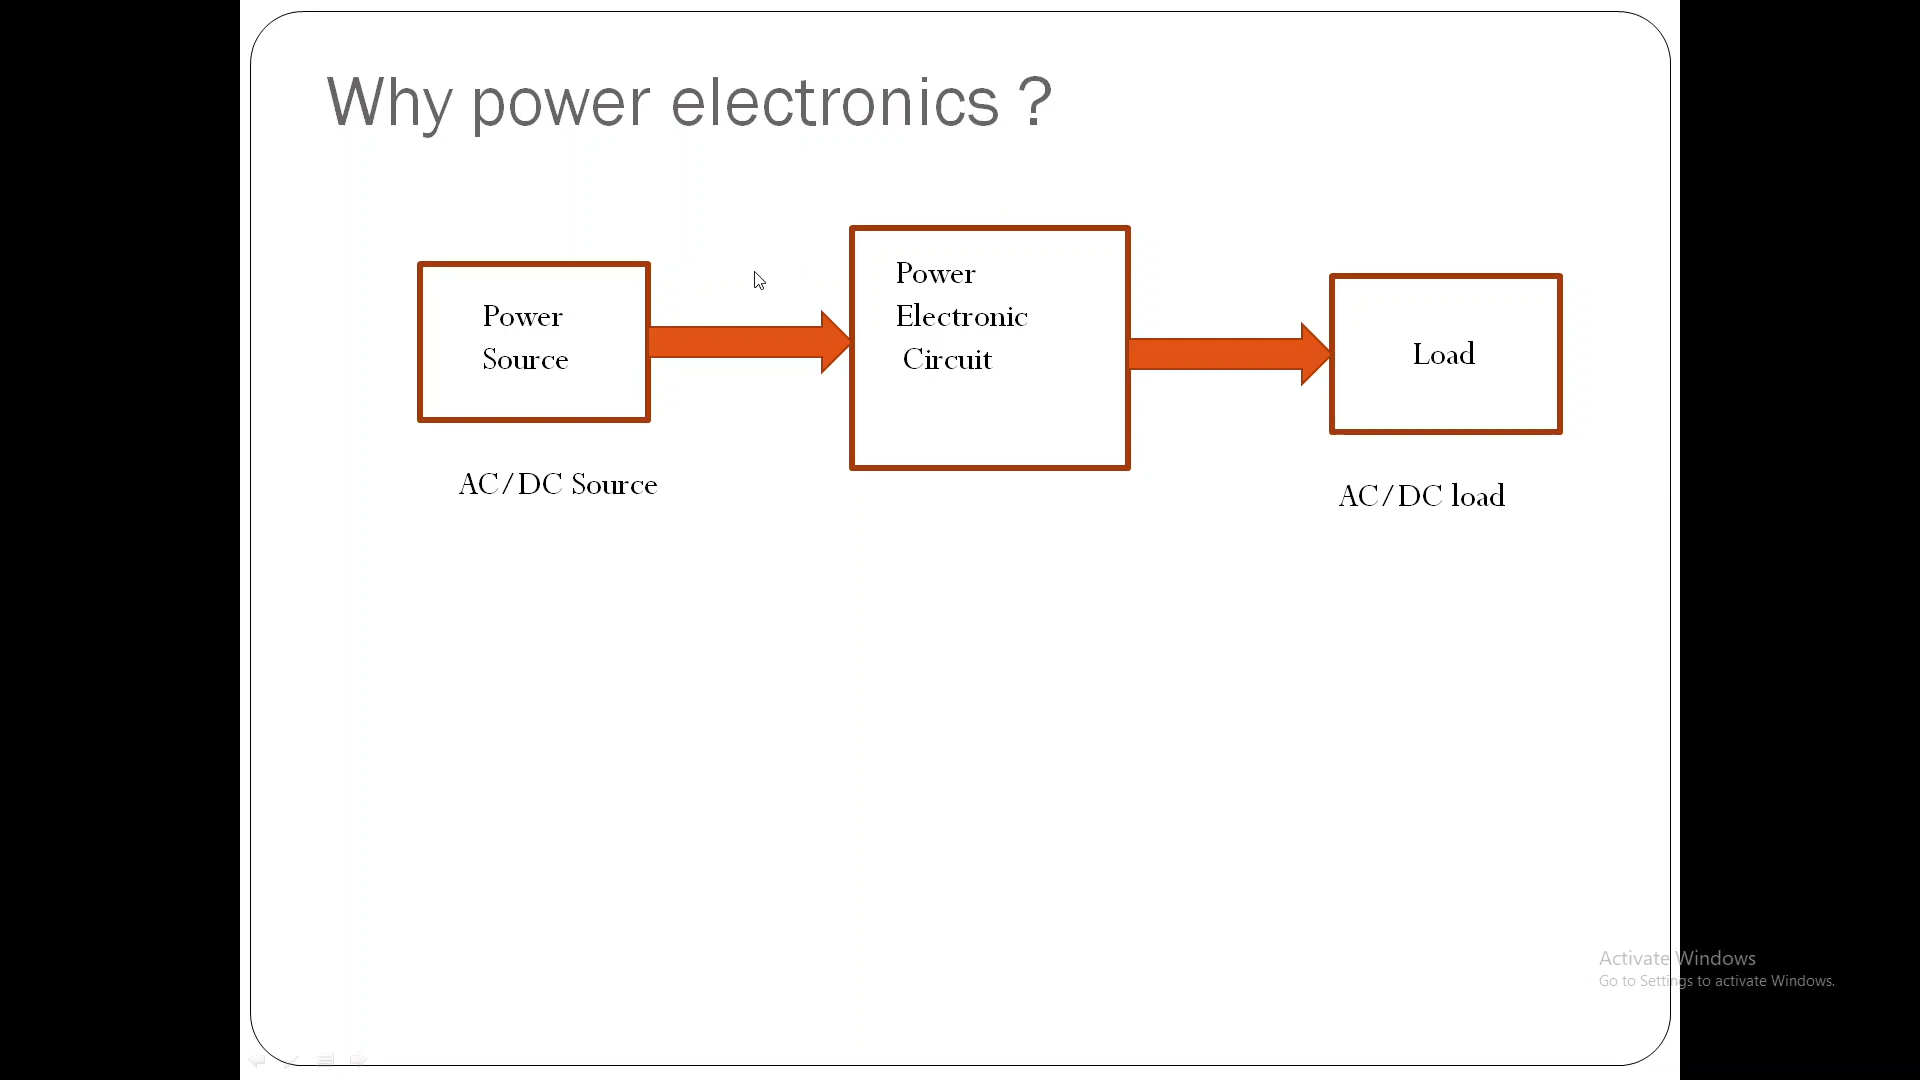 Why power electronics ?
Power
Source
Power
Electronic
Circuit
Load
AC/DC Source
AC/DC load
Activate Windows
Go to Settings to activate Windows.